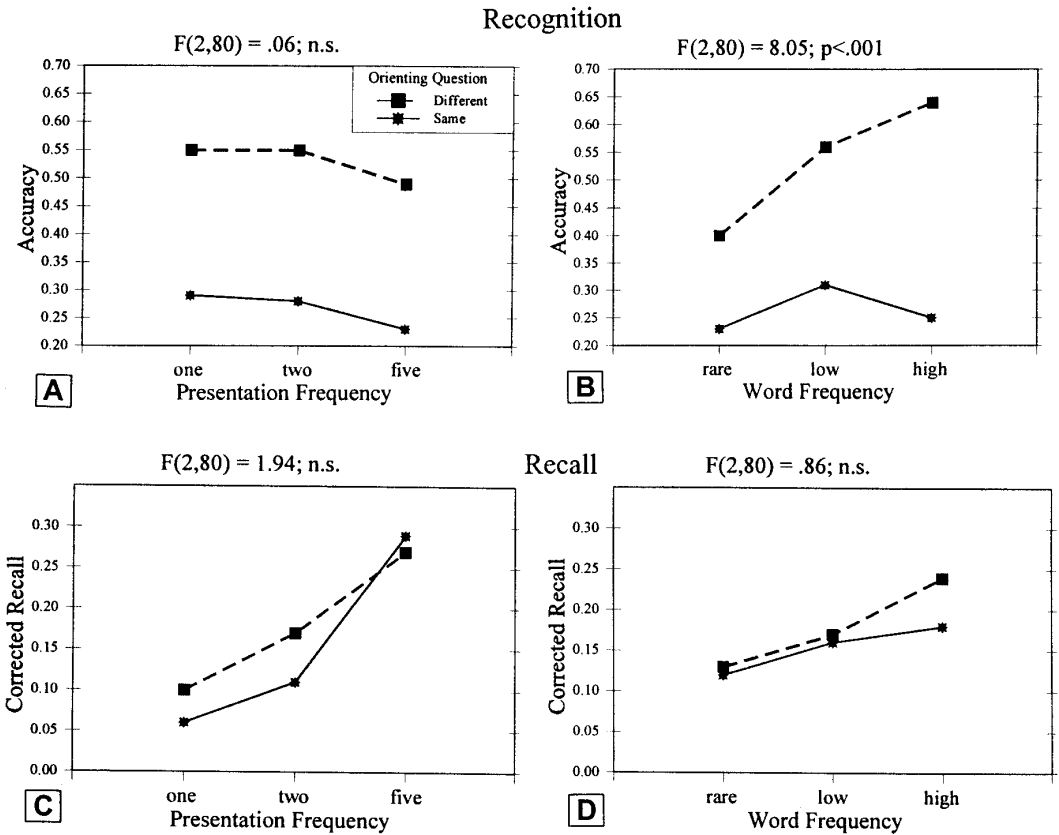 Recognition
F(2,80) = .06; n.s.
0.70
0.65
0.60
0.55
0.50
0.45
0.40
0.35
0.30
0.25
0.20
Accuracy
Orienting Question
Different
Same
one two five
Presentation Frequency
A
F(2,80) = 8.05; p<.001
0.70
0.65
0.60
0.55
0.50
0.45
0.40
0.35
0.30
0.25
0.20
Accuracy
rare low high
Word Frequency
B
Recall
F(2,80) = 1.94; n.s.
0.30
0.25
0.20
0.15
0.10
0.05
0.00
Corrected Recall
one two five
Presentation Frequency
C
F(2,80) = .86; n.s.
0.30
0.25
0.20
0.15
0.10
0.05
0.00
Corrected Recall
rare low high
Word Frequency
D